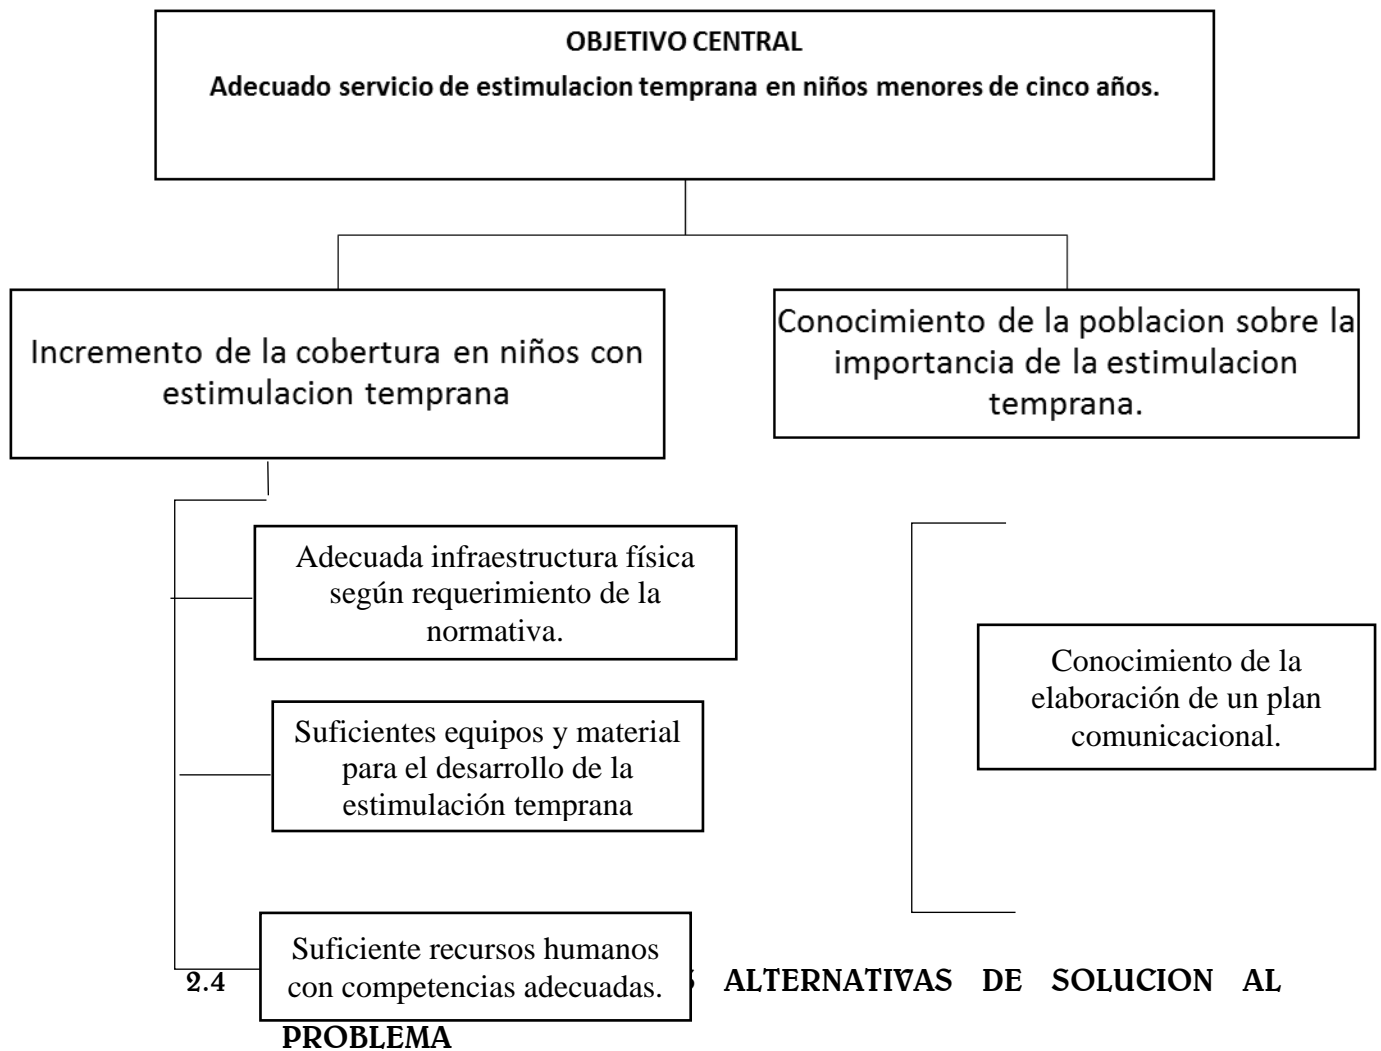 OBJETIVO CENTRAL
Adecuado servicio de estimulacion temprana en niños menores de cinco años.
Incremento de la cobertura en niños con
estimulacion temprana
Conocimiento de la poblacion sobre la
importancia de la estimulacion
temprana.
Adecuada infraestructura física
según requerimiento de la
normativa.
Suficientes equipos y material
para el desarrollo de la
estimulación temprana
Suficiente recursos humanos
con competencias adecuadas.
Conocimiento de la
elaboración de un plan
comunicacional.
2.4 ALTERNATIVAS DE SOLUCION AL
PROBLEMA